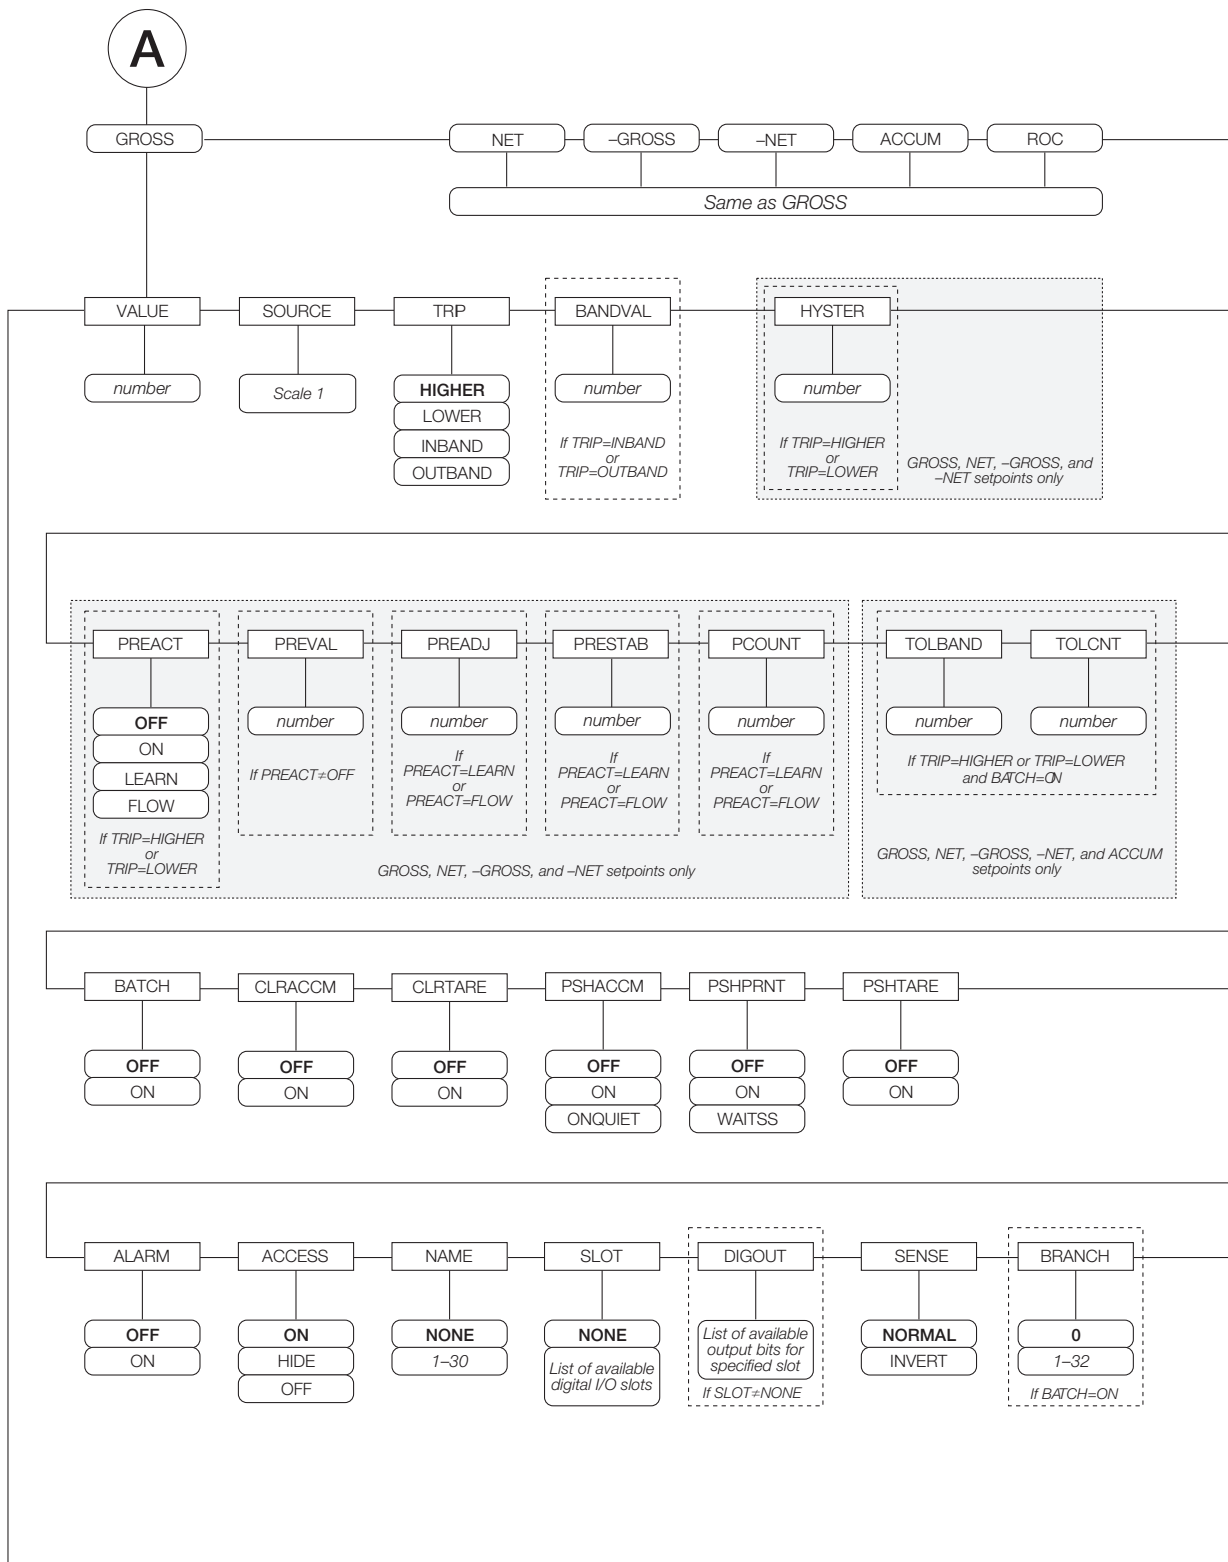 A
GROSS
NET
–GROSS
–NET
ACCUM
ROC
Same as GROSS
VALUE
SOURCE
TRIP
BANDVAL
HYSTER
number
Scale 1
HIGHER
LOWER
INBAND
OUTBAND
number
If TRIP=INBAND
or
TRIP=OUTBAND
number
If TRIP=HIGHER
or
TRIP=LOWER
GROSS, NET, –GROSS, and
–NET setpoints only
PREACT
PREVAL
PREADJ
PRESTAB
PCOUNT
TOLBAND
TOLCNT
OFF
ON
LEARN
FLOW
If TRIP=HIGHER
or
TRIP=LOWER
number
If PREACT≠OFF
number
If
PREACT=LEARN
or
PREACT=FLOW
number
If
PREACT=LEARN
or
PREACT=FLOW
number
If
PREACT=LEARN
or
PREACT=FLOW
GROSS, NET, –GROSS, and –NET setpoints only
number
number
If TRIP=HIGHER or TRIP=LOWER
and BATCH=ON
GROSS, NET, –GROSS, –NET, and ACCUM
setpoints only
BATCH
CLRACCM
CLRTARE
PSHACCM
PSHPRNT
PSHTARE
OFF
ON
OFF
ON
OFF
ON
OFF
ON
ONQUIET
OFF
ON
WAITSS
OFF
ON
ALARM
ACCESS
NAME
SLOT
DIGOUT
SENSE
BRANCH
OFF
ON
ON
HIDE
OFF
NONE
1–30
NONE
List of available
digital I/O slots
List of available
output bits for
specified slot
If SLOT≠NONE
NORMAL
INVERT
0
1–32
If BATCH=ON